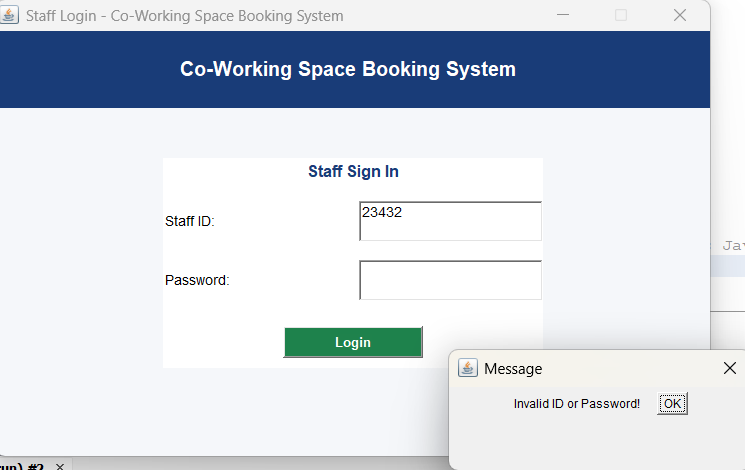 Staff Login - Co-Working Space Booking System
Co-Working Space Booking System
Staff Sign In
Staff ID:
23432
Password:
Login
Message
Invalid ID or Password!
OK
#2